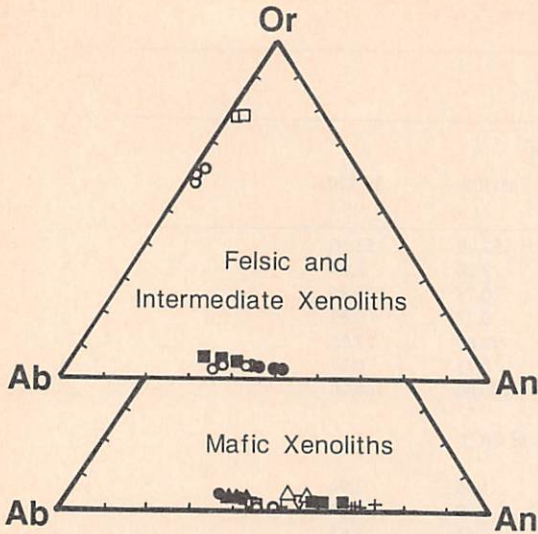 Or
Felsic and
Intermediate Xenoliths
Ab
An
Mafic Xenoliths
Ab
An